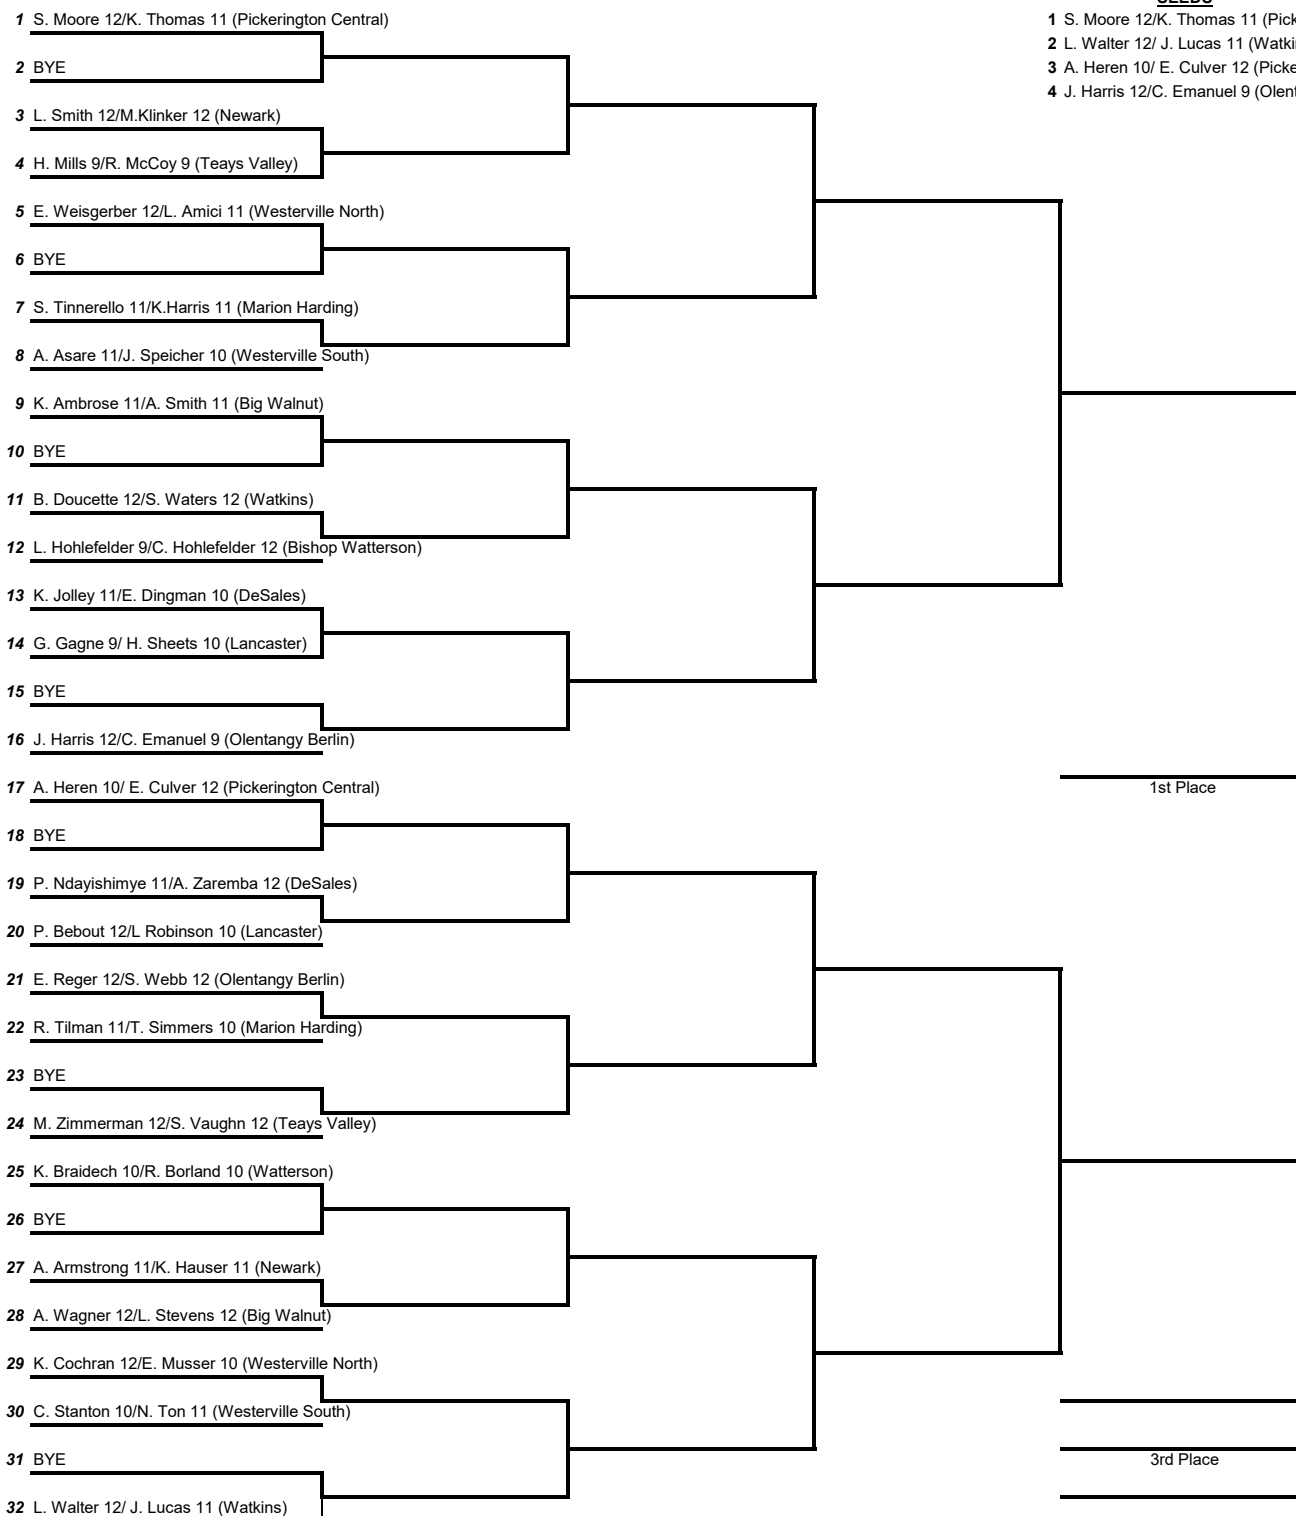 SEEDS
1 S. Moore 12/K. Thomas 11 (Pickerington Central)
1 S. Moore 12/K. Thomas 11 (Pick
2 BYE
2 L. Walter 12/ J. Lucas 11 (Watki
3 A. Heren 10/ E. Culver 12 (Picke
4 J. Harris 12/C. Emanuel 9 (Olent
3 L. Smith 12/M.Klinker 12 (Newark)
4 H. Mills 9/R. McCoy 9 (Teays Valley)
5 E. Weisgerber 12/L. Amici 11 (Westerville North)
6 BYE
7 S. Tinnerello 11/K.Harris 11 (Marion Harding)
8 A. Asare 11/J. Speicher 10 (Westerville South)
9 K. Ambrose 11/A. Smith 11 (Big Walnut)
10 BYE
11 B. Doucette 12/S. Waters 12 (Watkins)
12 L. Hohlefelder 9/C. Hohlefelder 12 (Bishop Watterson)
13 K. Jolley 11/E. Dingman 10 (DeSales)
14 G. Gagne 9/ H. Sheets 10 (Lancaster)
15 BYE
16 J. Harris 12/C. Emanuel 9 (Olentangy Berlin)
17 A. Heren 10/ E. Culver 12 (Pickerington Central)
1st Place
18 BYE
19 P. Ndayishimye 11/A. Zaremba 12 (DeSales)
20 P. Bebout 12/L Robinson 10 (Lancaster)
21 E. Reger 12/S. Webb 12 (Olentangy Berlin)
22 R. Tilman 11/T. Simmers 10 (Marion Harding)
23 BYE
24 M. Zimmerman 12/S. Vaughn 12 (Teays Valley)
25 K. Braidech 10/R. Borland 10 (Watterson)
26 BYE
27 A. Armstrong 11/K. Hauser 11 (Newark)
28 A. Wagner 12/L. Stevens 12 (Big Walnut)
29 K. Cochran 12/E. Musser 10 (Westerville North)
30 C. Stanton 10/N. Ton 11 (Westerville South)
31 BYE
3rd Place
32 L. Walter 12/ J. Lucas 11 (Watkins)